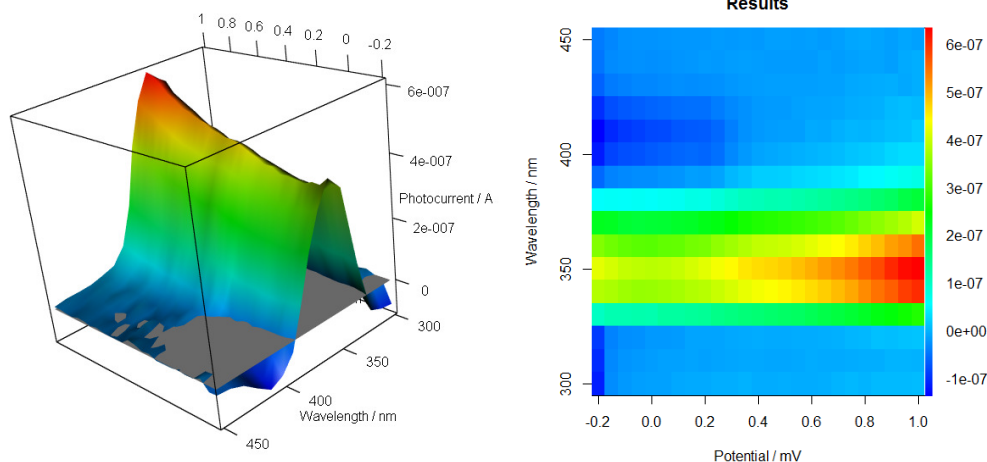 1 0.8 0.6 0.4 0.2 0 -0.2
6e-007
4e-007
Photocurrent / A
2e-007
0
300
350
400
Wavelength / nm
450
Results
Wavelength / nm
450
400
350
300
-0.2 0.0 0.2 0.4 0.6 0.8 1.0
Potential / mV
6e-07
5e-07
4e-07
3e-07
2e-07
1e-07
0e+00
-1e-07